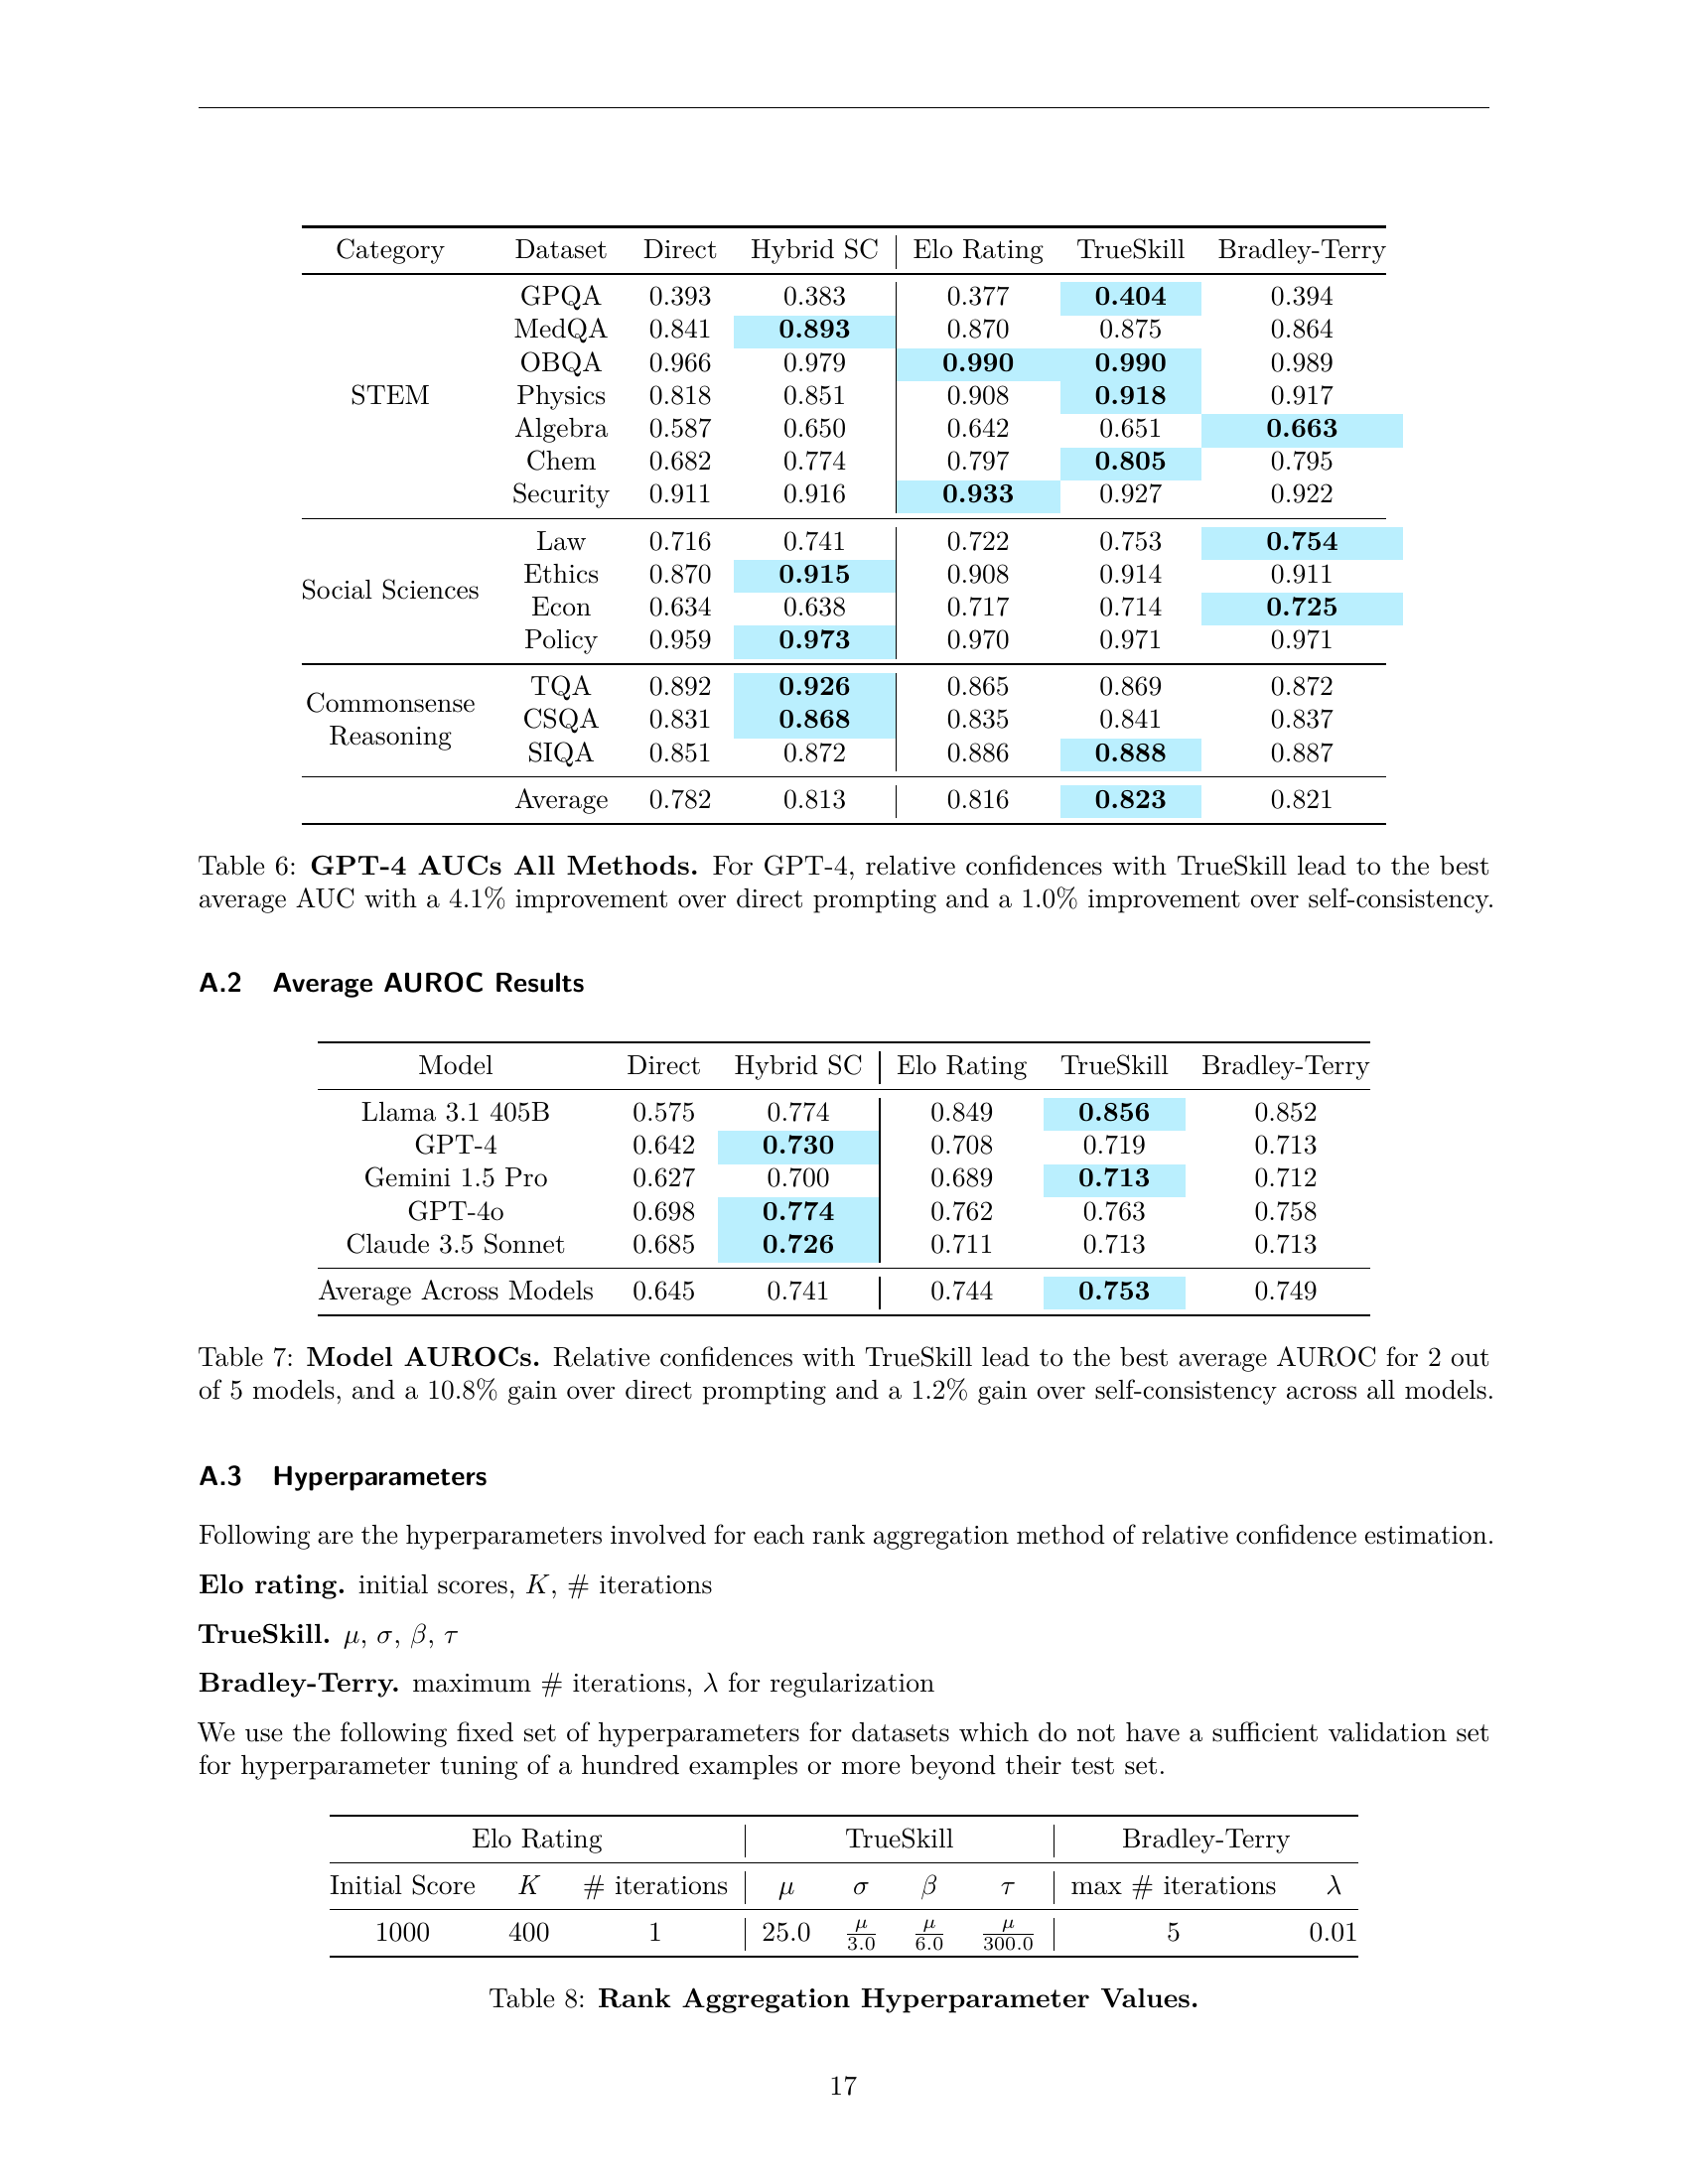 Category Dataset Direct Hybrid SC Elo Rating TrueSkill Bradley-Terry
STEM
GPQA 0.393 0.383 0.377 0.404 0.394
MedQA 0.841 0.893 0.870 0.875 0.864
OBQA 0.966 0.979 0.990 0.990 0.989
Physics 0.818 0.851 0.908 0.918 0.917
Algebra 0.587 0.650 0.642 0.651 0.663
Chem 0.682 0.774 0.797 0.805 0.795
Security 0.911 0.916 0.933 0.927 0.922
Social Sciences
Law 0.716 0.741 0.722 0.753 0.754
Ethics 0.870 0.915 0.908 0.914 0.911
Econ 0.634 0.638 0.717 0.714 0.725
Policy 0.959 0.973 0.970 0.971 0.971
Commonsense
Reasoning
TQA 0.892 0.926 0.865 0.869 0.872
CSQA 0.831 0.868 0.835 0.841 0.837
SIQA 0.851 0.872 0.886 0.888 0.887
Average 0.782 0.813 0.816 0.823 0.821
Table 6: GPT-4 AUCs All Methods. For GPT-4, relative confidences with TrueSkill lead to the best
average AUC with a 4.1% improvement over direct prompting and a 1.0% improvement over self-consistency.
A.2 Average AUROC Results
Model Direct Hybrid SC Elo Rating TrueSkill Bradley-Terry
Llama 3.1 405B 0.575 0.774 0.849 0.856 0.852
GPT-4 0.642 0.730 0.708 0.719 0.713
Gemini 1.5 Pro 0.627 0.700 0.689 0.713 0.712
GPT-4o 0.698 0.774 0.762 0.763 0.758
Claude 3.5 Sonnet 0.685 0.726 0.711 0.713 0.713
Average Across Models 0.645 0.741 0.744 0.753 0.749
Table 7: Model AUROCs. Relative confidences with TrueSkill lead to the best average AUROC for 2 out
of 5 models, and a 10.8% gain over direct prompting and a 1.2% gain over self-consistency across all models.
A.3 Hyperparameters
Following are the hyperparameters involved for each rank aggregation method of relative confidence estimation.
Elo rating. initial scores, K, # iterations
TrueSkill. μ, σ, β, τ
Bradley-Terry. maximum # iterations, λ for regularization
We use the following fixed set of hyperparameters for datasets which do not have a sufficient validation set
for hyperparameter tuning of a hundred examples or more beyond their test set.
Elo Rating TrueSkill Bradley-Terry
Initial Score K # iterations μ σ β τ max # iterations λ
1000 400 1 25.0 μ/3.0 μ/6.0 μ/300.0 5 0.01
Table 8: Rank Aggregation Hyperparameter Values.
17